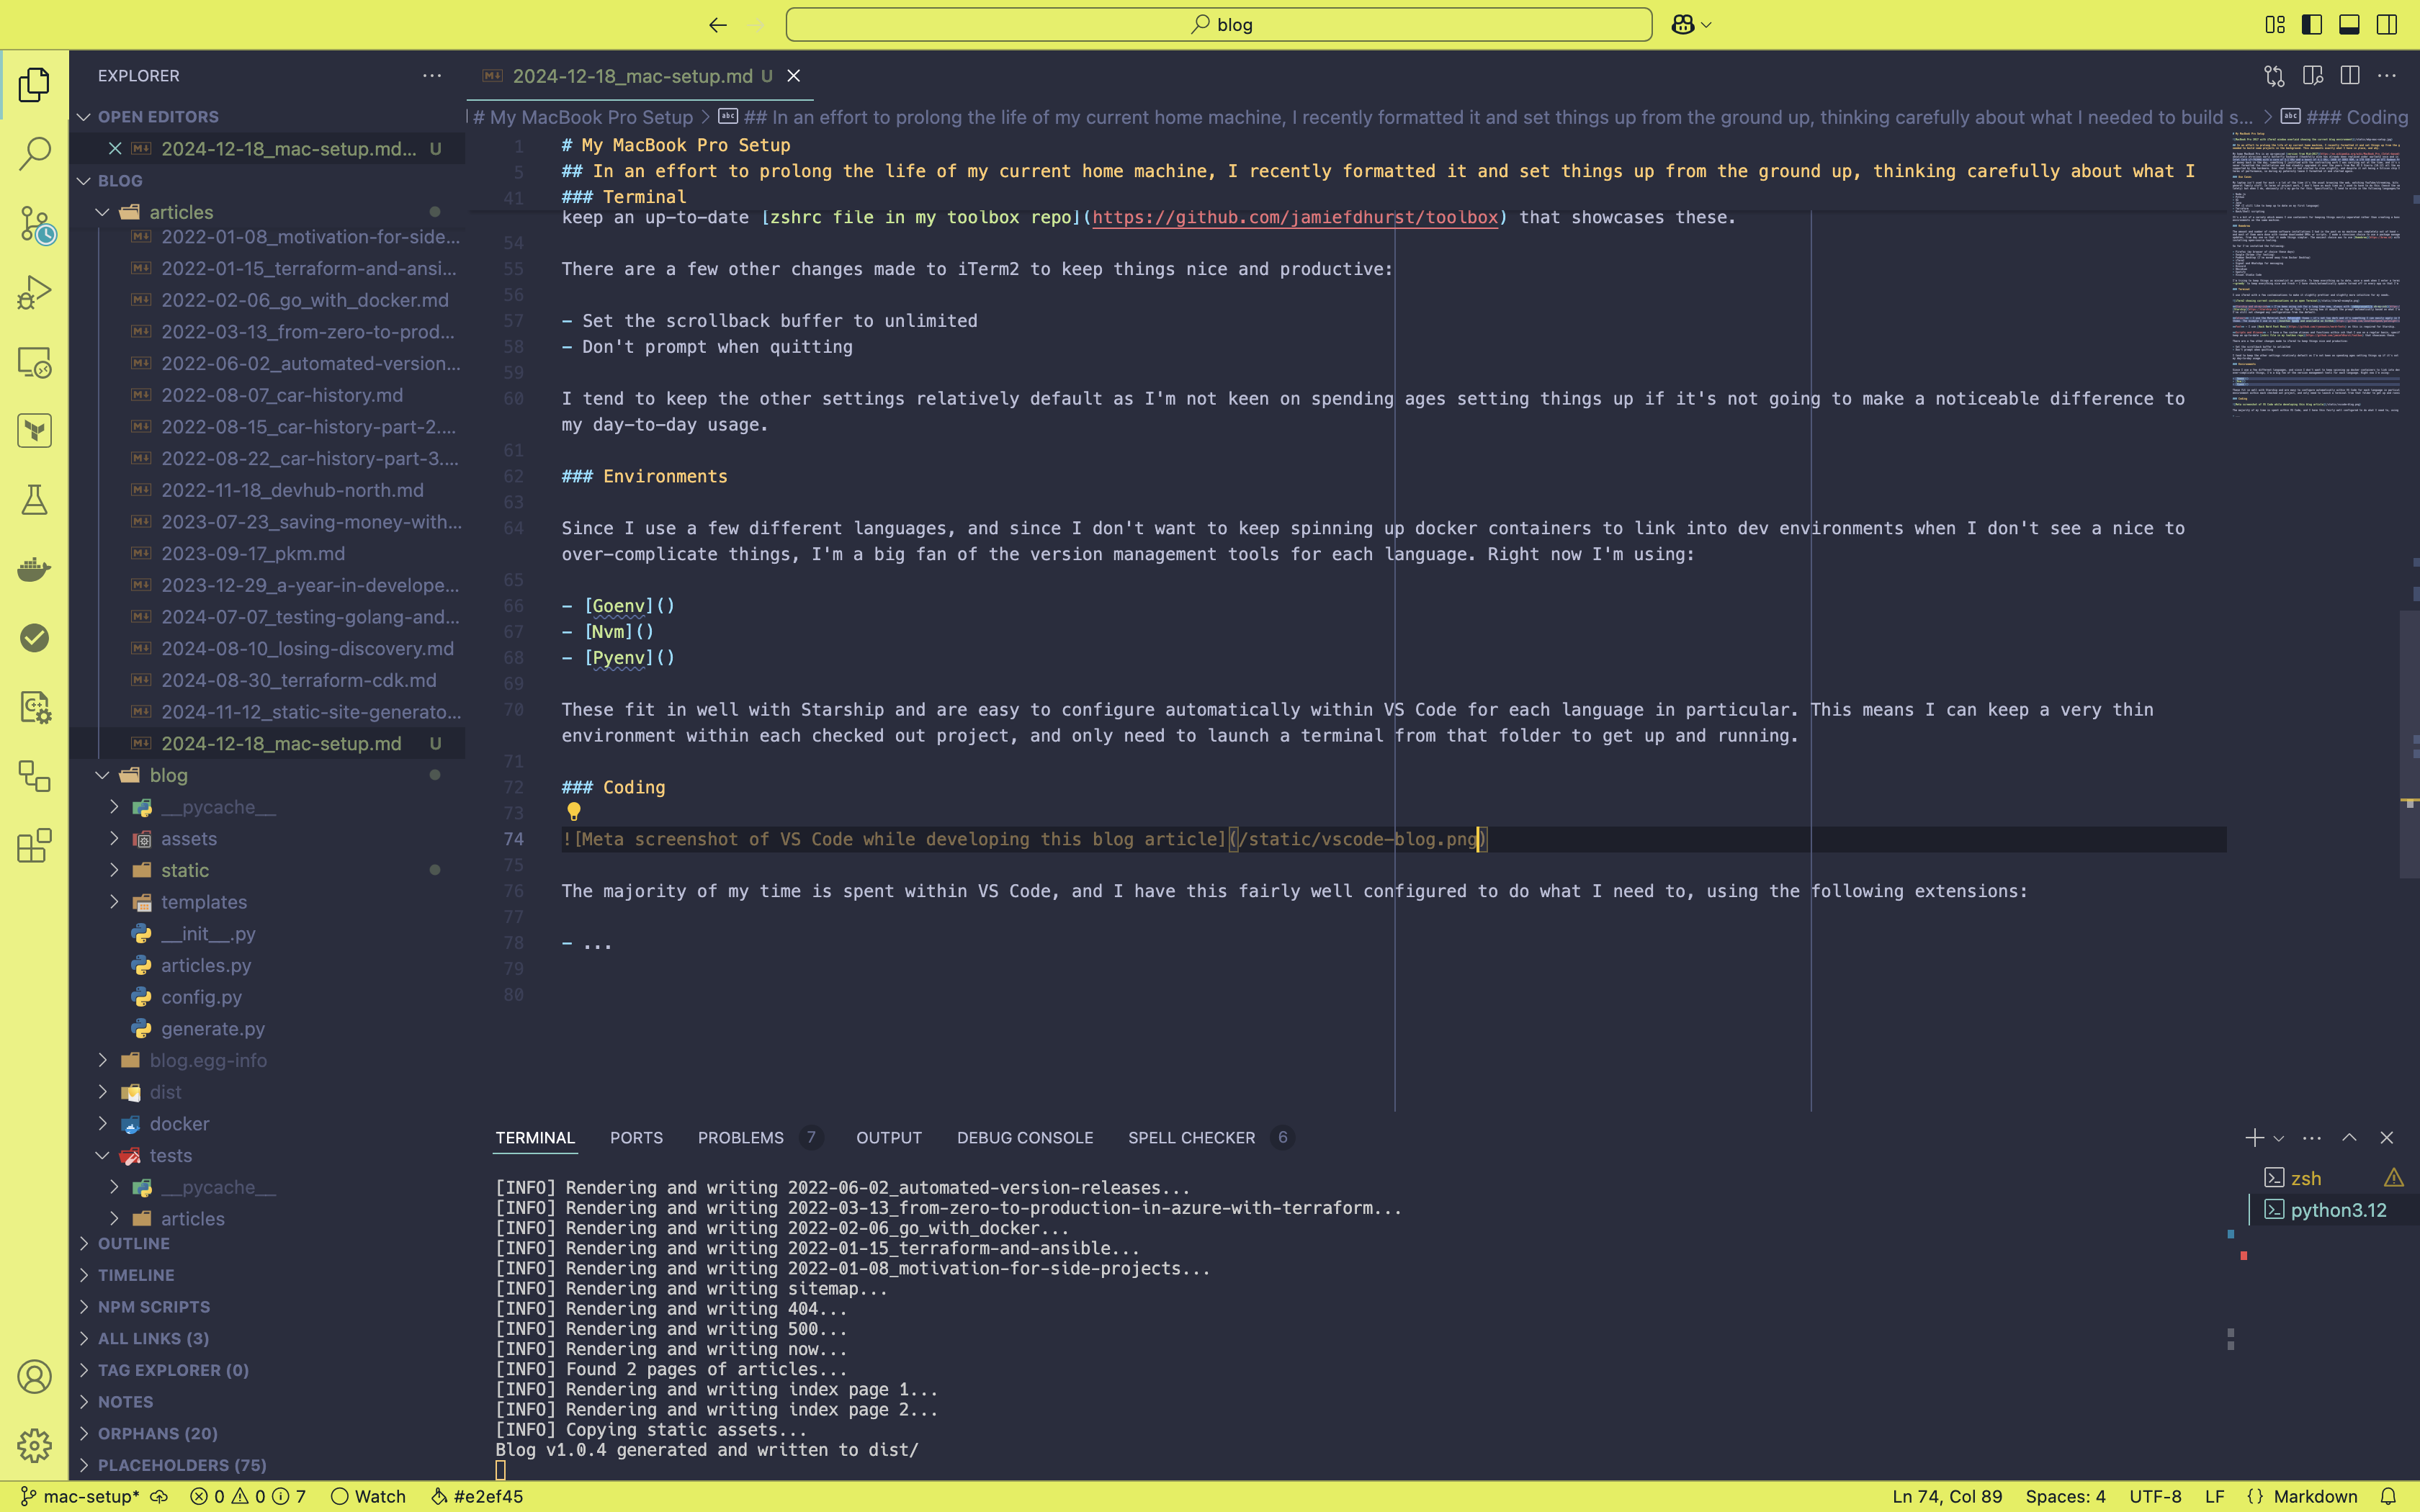 blog
EXPLORER
OPEN EDITORS
2024-12-18_mac-setup.md... U
BLOG
articles
2022-01-08_motivation-for-side...
2022-01-15_terraform-and-ansi...
2022-02-06_go_with_docker.md
2022-03-13_from-zero-to-prod...
2022-06-02_automated-version...
2022-08-07_car-history.md
2022-08-15_car-history-part-2....
2022-08-22_car-history-part-3....
2022-11-18_devhub-north.md
2023-07-23_saving-money-with...
2023-09-17_pkm.md
2023-12-29_a-year-in-develope...
2024-07-07_testing-golang-and...
2024-08-10_losing-discovery.md
2024-08-30_terraform-cdk.md
2024-11-12_static-site-generato...
2024-12-18_mac-setup.md U
blog
__pycache__
assets
static
templates
__init__.py
articles.py
config.py
generate.py
blog.egg-info
dist
docker
tests
__pycache__
articles
OUTLINE
TIMELINE
NPM SCRIPTS
ALL LINKS (3)
TAG EXPLORER (0)
NOTES
ORPHANS (20)
PLACEHOLDERS (75)
2024-12-18_mac-setup.md U
# My MacBook Pro Setup > ## In an effort to prolong the life of my current home machine, I recently formatted it and set things up from the ground up, thinking carefully about what I needed to build s... > ### Coding
1 # My MacBook Pro Setup
5 ## In an effort to prolong the life of my current home machine, I recently formatted it and set things up from the ground up, thinking carefully about what I
41 ### Terminal
keep an up-to-date [zshrc file in my toolbox repo](https://github.com/jamiefdhurst/toolbox) that showcases these.
54
55 There are a few other changes made to iTerm2 to keep things nice and productive:
56
57 - Set the scrollback buffer to unlimited
58 - Don't prompt when quitting
59
60 I tend to keep the other settings relatively default as I'm not keen on spending ages setting things up if it's not going to make a noticeable difference to
my day-to-day usage.
61
62 ### Environments
63
64 Since I use a few different languages, and since I don't want to keep spinning up docker containers to link into dev environments when I don't see a nice to
over-complicate things, I'm a big fan of the version management tools for each language. Right now I'm using:
65
66 - [Goenv]()
67 - [Nvm]()
68 - [Pyenv]()
69
70 These fit in well with Starship and are easy to configure automatically within VS Code for each language in particular. This means I can keep a very thin
environment within each checked out project, and only need to launch a terminal from that folder to get up and running.
71
72 ### Coding
73
74 ![Meta screenshot of VS Code while developing this blog article](/static/vscode-blog.png)
75
76 The majority of my time is spent within VS Code, and I have this fairly well configured to do what I need to, using the following extensions:
77
78 - ...
79
80
TERMINAL PORTS PROBLEMS 7 OUTPUT DEBUG CONSOLE SPELL CHECKER 6
[INFO] Rendering and writing 2022-06-02_automated-version-releases...
[INFO] Rendering and writing 2022-03-13_from-zero-to-production-in-azure-with-terraform...
[INFO] Rendering and writing 2022-02-06_go_with_docker...
[INFO] Rendering and writing 2022-01-15_terraform-and-ansible...
[INFO] Rendering and writing 2022-01-08_motivation-for-side-projects...
[INFO] Rendering and writing sitemap...
[INFO] Rendering and writing 404...
[INFO] Rendering and writing 500...
[INFO] Rendering and writing now...
[INFO] Found 2 pages of articles...
[INFO] Rendering and writing index page 1...
[INFO] Rendering and writing index page 2...
[INFO] Copying static assets...
Blog v1.0.4 generated and written to dist/
zsh
python3.12
mac-setup* 0 0 7 Watch #e2ef45 Ln 74, Col 89 Spaces: 4 UTF-8 LF {} Markdown